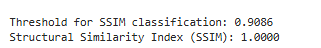 Threshold for SSIM classification: 0.9086
Structural Similarity Index (SSIM): 1.0000